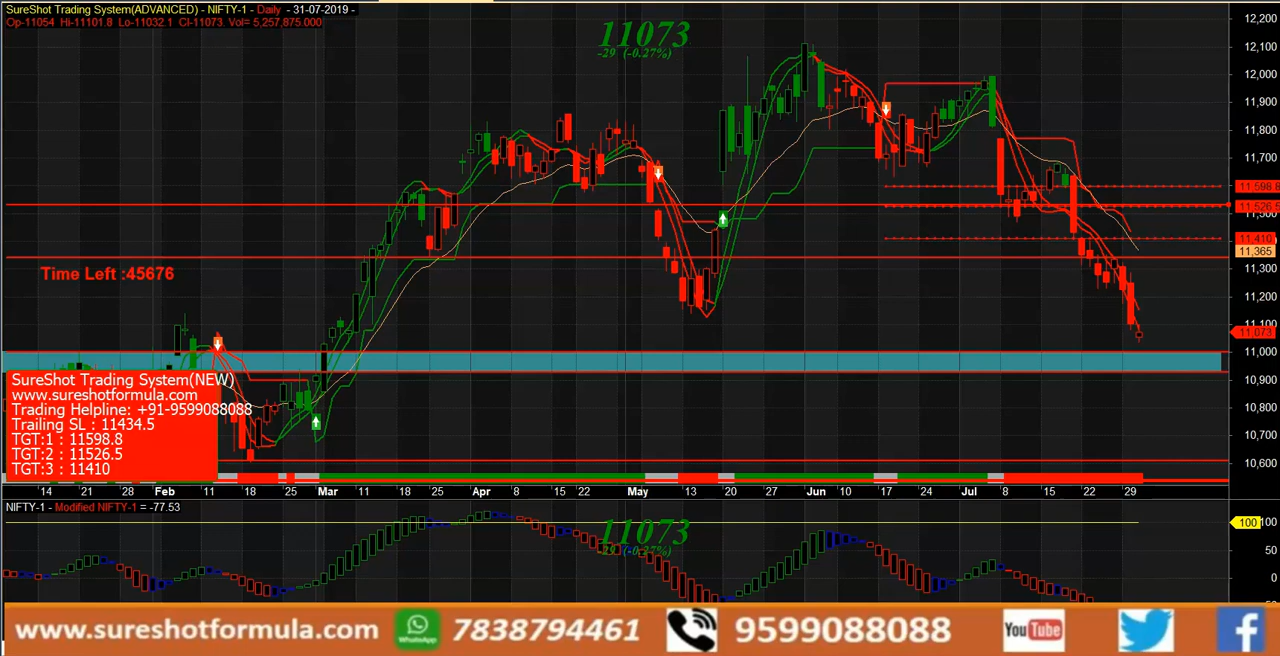 SureShot Trading System(ADVANCED) - NIFTY-1 - Daily - 31-07-2019 -
Op-11054 Hi-11101.8 Lo-11032.1 Cl-11073 Vol= 5,257,875.000
11073
-29 (-0.27%)
12,200
12,100
12,000
11,900
11,800
11,700
11,598.8
11,526.5
11,500
11,410
11,365
11,300
11,200
11,100
11,073
11,000
10,900
10,800
10,700
10,600
Time Left :45676
SureShot Trading System(NEW)
www.sureshotformula.com
Trading Helpline: +91-9599088088
Trailing SL : 11434.5
TGT:1 : 11598.8
TGT:2 : 11526.5
TGT:3 : 11410
14 21 28 Feb 11 18 25 Mar 11 18 25 Apr 8 15 22 May 13 20 27 Jun 10 17 24 Jul 8 15 22 29
NIFTY-1 - Modified NIFTY-1 = -77.53
11073
-29 (-0.27%)
100 100
50
0
www.sureshotformula.com WhatsApp 7838794461 9599088088 YouTube